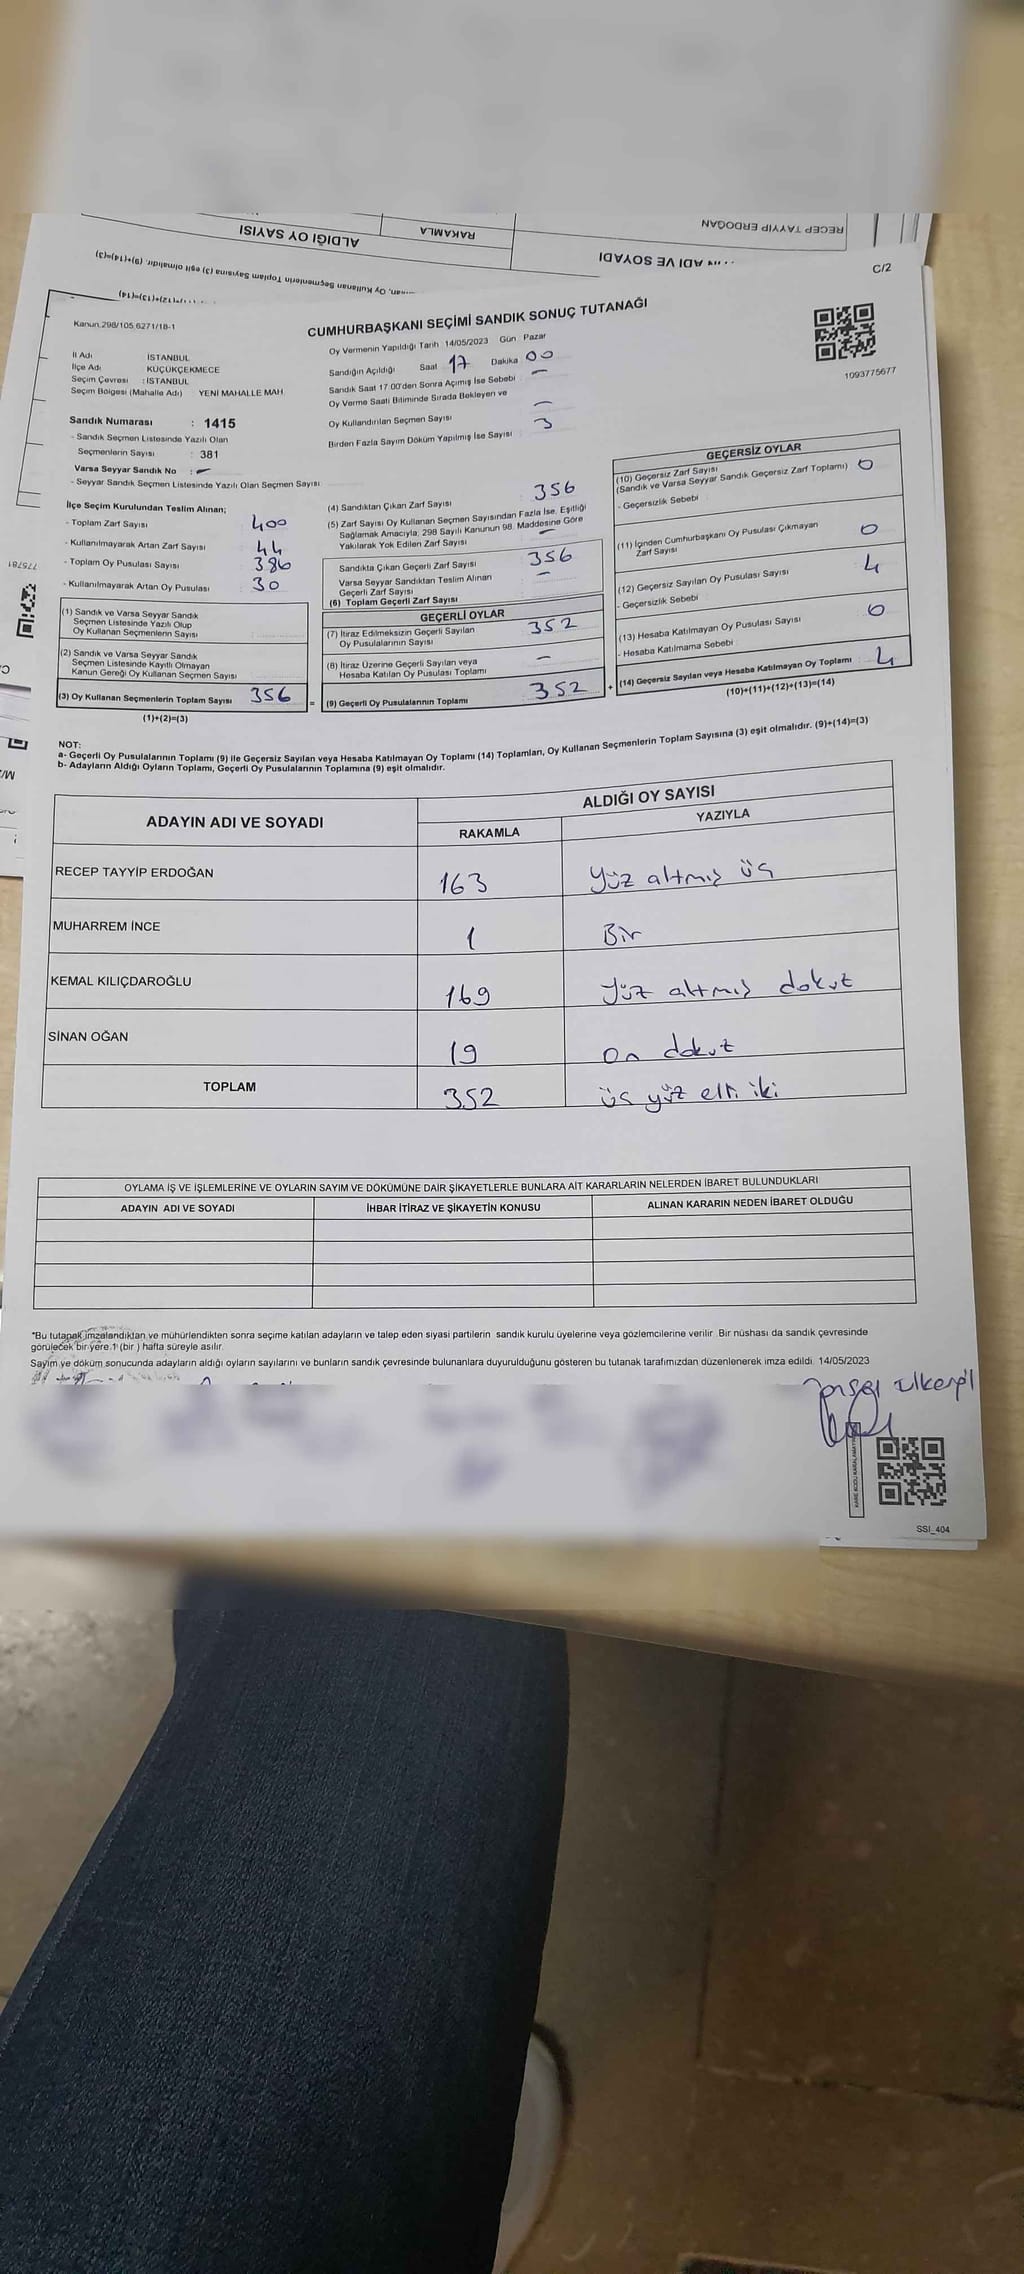 RECEP TAYYİP ERDOĞAN
RAKAMLA
ALDIĞI OY SAYISI
ADI VE SOYADI
(9)+(14)=(3)
C/2
Kanun,298/105,6271/18-1
CUMHURBAŞKANI SEÇİMİ SANDIK SONUÇ TUTANAĞI
1093775677
İl Adı İSTANBUL
İlçe Adı KÜÇÜKÇEKMECE
Seçim Çevresi : İSTANBUL
Seçim Bölgesi (Mahalle Adı) YENİ MAHALLE MAH.
Sandık Numarası : 1415
- Sandık Seçmen Listesinde Yazılı Olan
Seçmenlerin Sayısı : 381
Varsa Seyyar Sandık No : -
- Seyyar Sandık Seçmen Listesinde Yazılı Olan Seçmen Sayısı
Oy Vermenin Yapıldığı Tarih 14/05/2023 Gün Pazar
Sandığın Açıldığı Saat 17 Dakika 00
Sandık Saat 17:00'den Sonra Açılmış İse Sebebi -
Oy Verme Saati Bitiminde Sırada Bekleyen ve
Oy Kullandırılan Seçmen Sayısı -
Birden Fazla Sayım Döküm Yapılmış İse Sayısı : 3
İlçe Seçim Kurulundan Teslim Alınan;
- Toplam Zarf Sayısı 400
- Kullanılmayarak Artan Zarf Sayısı 44
- Toplam Oy Pusulası Sayısı 386
- Kullanılmayarak Artan Oy Pusulası 30
(1) Sandık ve Varsa Seyyar Sandık
Seçmen Listesinde Yazılı Olup
Oy Kullanan Seçmenlerin Sayısı
(2) Sandık ve Varsa Seyyar Sandık
Seçmen Listesinde Kayıtlı Olmayan
Kanun Gereği Oy Kullanan Seçmen Sayısı
(3) Oy Kullanan Seçmenlerin Toplam Sayısı 356
(1)+(2)=(3)
(4) Sandıktan Çıkan Zarf Sayısı 356
(5) Zarf Sayısı Oy Kullanan Seçmen Sayısından Fazla İse, Eşitliği
Sağlamak Amacıyla; 298 Sayılı Kanunun 98. Maddesine Göre
Yakılarak Yok Edilen Zarf Sayısı -
Sandıkta Çıkan Geçerli Zarf Sayısı 356
Varsa Seyyar Sandıktan Teslim Alınan
Geçerli Zarf Sayısı -
(6) Toplam Geçerli Zarf Sayısı
GEÇERLİ OYLAR
(7) İtiraz Edilmeksizin Geçerli Sayılan
Oy Pusulalarının Sayısı 352
(8) İtiraz Üzerine Geçerli Sayılan veya
Hesaba Katılan Oy Pusulası Toplamı -
= (9) Geçerli Oy Pusulalarının Toplamı 352 +
GEÇERSİZ OYLAR
(10) Geçersiz Zarf Sayısı
(Sandık ve Varsa Seyyar Sandık Geçersiz Zarf Toplamı) 0
- Geçersizlik Sebebi
(11) İçinden Cumhurbaşkanı Oy Pusulası Çıkmayan
Zarf Sayısı 0
(12) Geçersiz Sayılan Oy Pusulası Sayısı 4
- Geçersizlik Sebebi
(13) Hesaba Katılmayan Oy Pusulası Sayısı 0
- Hesaba Katılmama Sebebi
(14) Geçersiz Sayılan veya Hesaba Katılmayan Oy Toplamı : 4
(10)+(11)+(12)+(13)=(14)
NOT:
a- Geçerli Oy Pusulalarının Toplamı (9) ile Geçersiz Sayılan veya Hesaba Katılmayan Oy Toplamı (14) Toplamları, Oy Kullanan Seçmenlerin Toplam Sayısına (3) eşit olmalıdır. (9)+(14)=(3)
b- Adayların Aldığı Oyların Toplamı, Geçerli Oy Pusulalarının Toplamına (9) eşit olmalıdır.
ADAYIN ADI VE SOYADI ALDIĞI OY SAYISI
RAKAMLA YAZIYLA
RECEP TAYYİP ERDOĞAN 163 Yüz altmış üç
MUHARREM İNCE 1 Bir
KEMAL KILIÇDAROĞLU 169 Yüz altmış dokuz
SİNAN OĞAN 19 On dokuz
TOPLAM 352 üç yüz elli iki
OYLAMA İŞ VE İŞLEMLERİNE VE OYLARIN SAYIM VE DÖKÜMÜNE DAİR ŞİKAYETLERLE BUNLARA AİT KARARLARIN NELERDEN İBARET BULUNDUKLARI
ADAYIN ADI VE SOYADI İHBAR İTİRAZ VE ŞİKAYETİN KONUSU ALINAN KARARIN NEDEN İBARET OLDUĞU
*Bu tutanak imzalandıktan ve mühürlendikten sonra seçime katılan adayların ve talep eden siyasi partilerin sandık kurulu üyelerine veya gözlemcilerine verilir. Bir nüshası da sandık çevresinde
görülecek bir yere 1 (bir) hafta süreyle asılır.
Sayım ve döküm sonucunda adayların aldığı oyların sayılarını ve bunların sandık çevresinde bulunanlara duyurulduğunu gösteren bu tutanak tarafımızdan düzenlenerek imza edildi. 14/05/2023
SSI_404